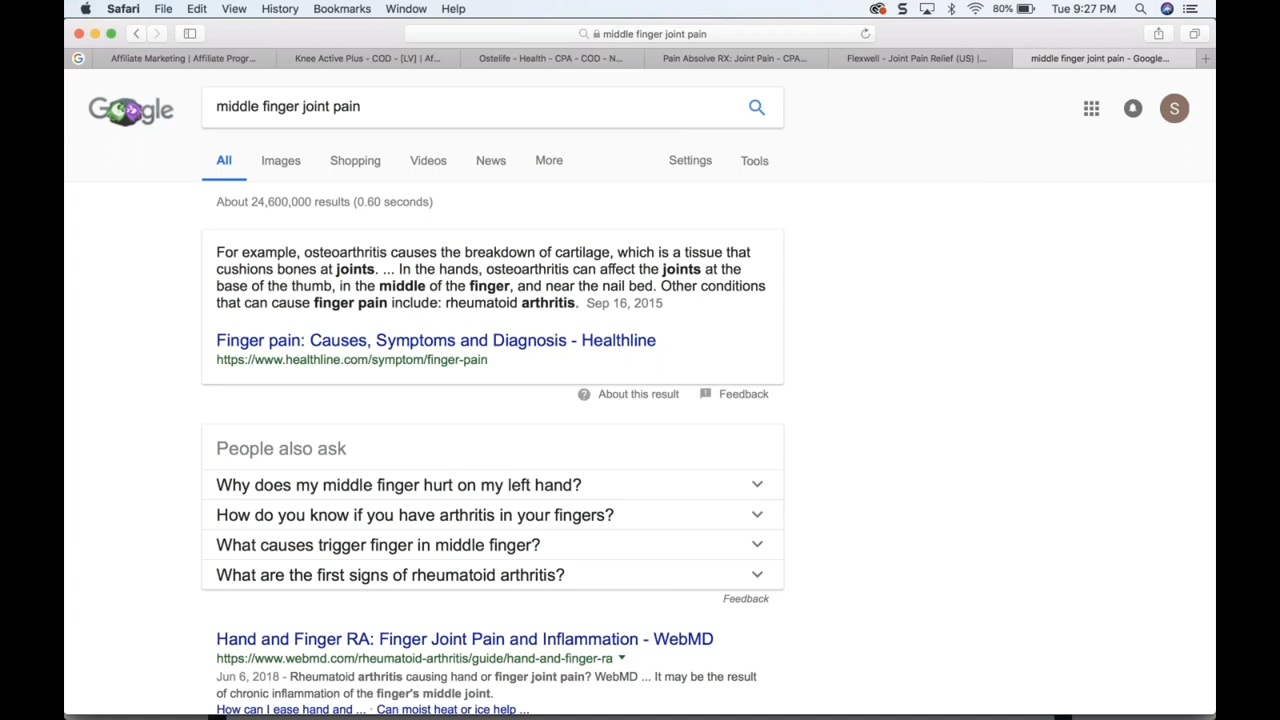 Safari File Edit View History Bookmarks Window Help 80% Tue 9:27 PM
middle finger joint pain
Affiliate Marketing | Affiliate Progr... Knee Active Plus - COD - [LV] | Af... Ostelife - Health - CPA - COD - N... Pain Absolve RX: Joint Pain - CPA... Flexwell - Joint Pain Relief (US) |... middle finger joint pain - Google...
Google middle finger joint pain S
All Images Shopping Videos News More Settings Tools
About 24,600,000 results (0.60 seconds)
For example, osteoarthritis causes the breakdown of cartilage, which is a tissue that
cushions bones at joints. ... In the hands, osteoarthritis can affect the joints at the
base of the thumb, in the middle of the finger, and near the nail bed. Other conditions
that can cause finger pain include: rheumatoid arthritis. Sep 16, 2015
Finger pain: Causes, Symptoms and Diagnosis - Healthline
https://www.healthline.com/symptom/finger-pain
About this result Feedback
People also ask
Why does my middle finger hurt on my left hand?
How do you know if you have arthritis in your fingers?
What causes trigger finger in middle finger?
What are the first signs of rheumatoid arthritis?
Feedback
Hand and Finger RA: Finger Joint Pain and Inflammation - WebMD
https://www.webmd.com/rheumatoid-arthritis/guide/hand-and-finger-ra
Jun 6, 2018 - Rheumatoid arthritis causing hand or finger joint pain? WebMD ... It may be the result
of chronic inflammation of the finger's middle joint.
How can I ease hand and ... · Can moist heat or ice help ...